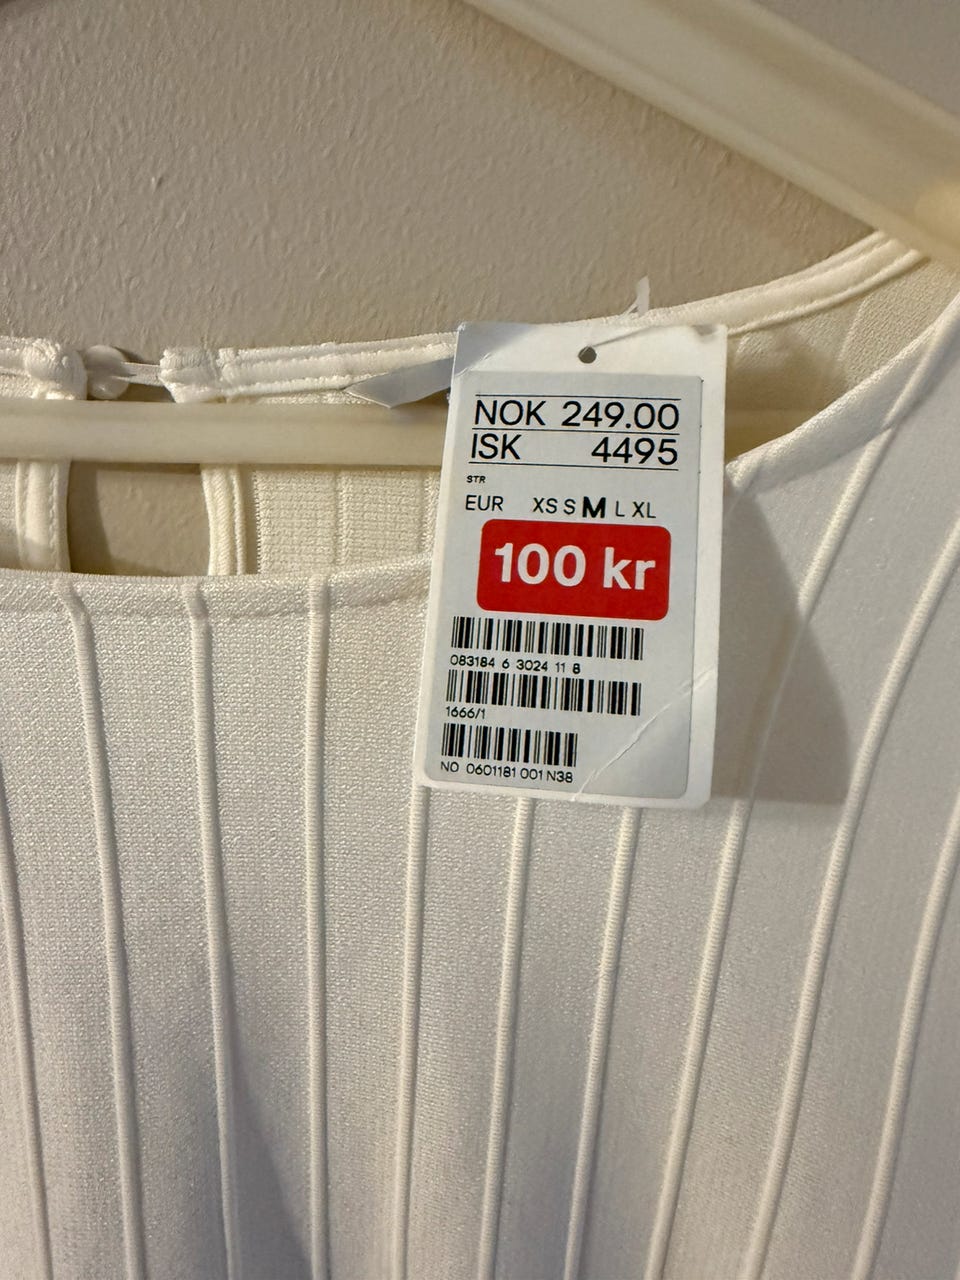 NOK 249.00
ISK 4495
STR
EUR XS S M L XL
100 kr
083184 6 3024 11 8
1666/1
NO 0601181 001 N38